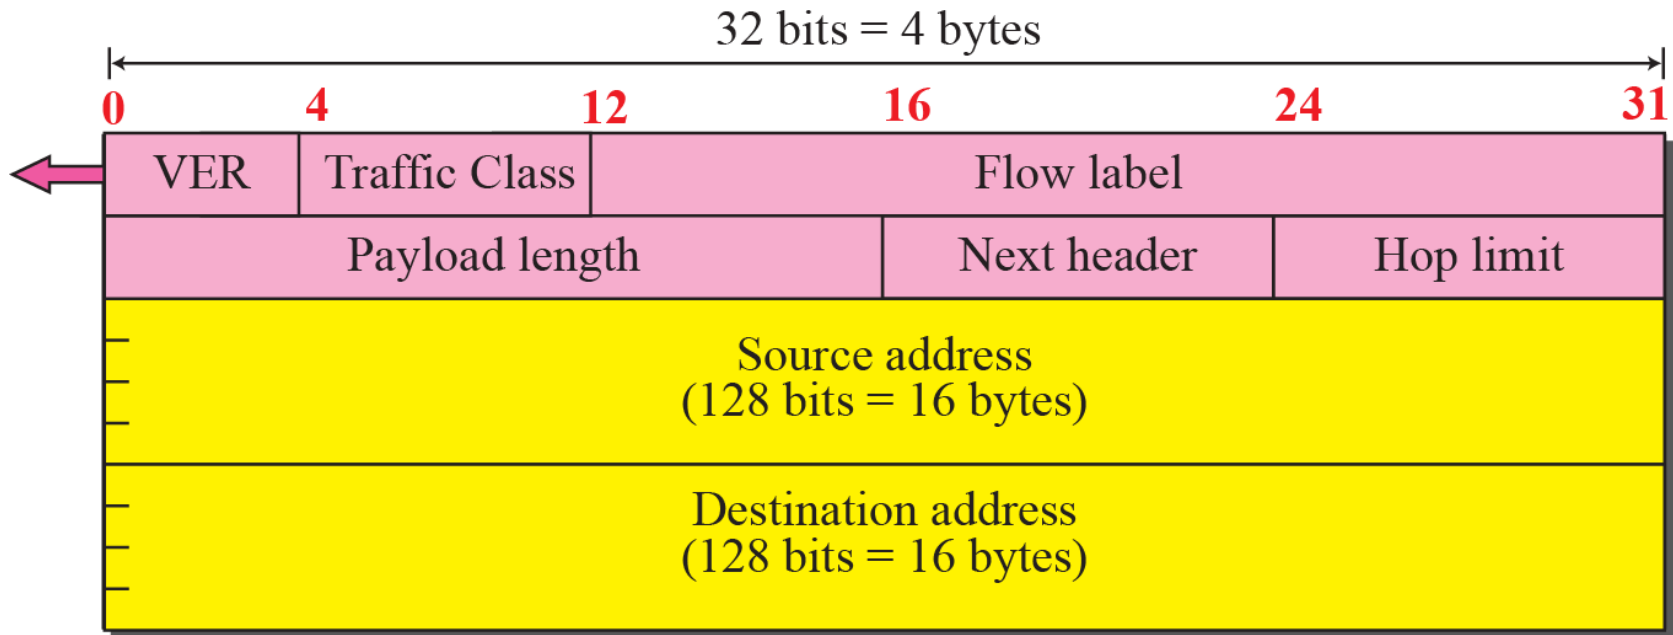 32 bits = 4 bytes
0 4 12 16 24 31
VER Traffic Class Flow label
Payload length Next header Hop limit
Source address
(128 bits = 16 bytes)
Destination address
(128 bits = 16 bytes)